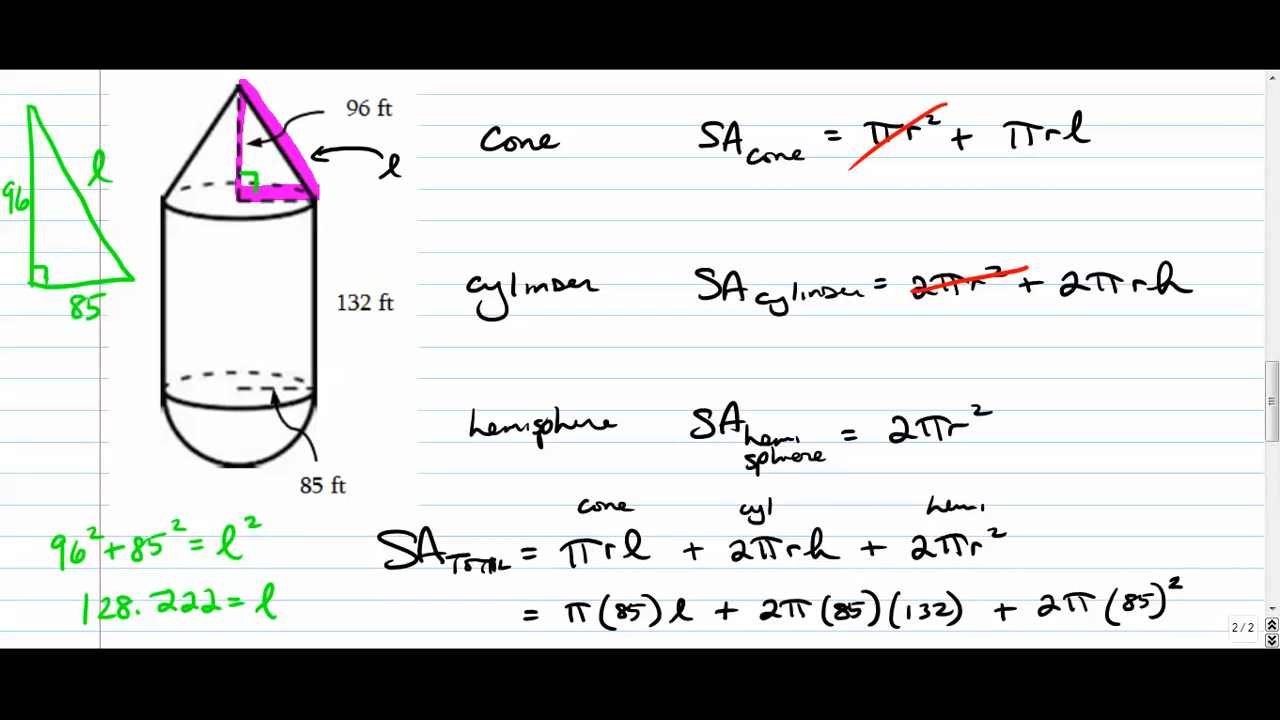 96 ft
l
l
96
85
132 ft
85 ft
Cone SA cone = πr² + πrl
cylinder SA cylinder = 2πr² + 2πrh
hemisphere SA hemi sphere = 2πr²
cone cyl hemi
SA TOTAL = πrl + 2πrh + 2πr²
= π(85)l + 2π(85)(132) + 2π(85)²
96² + 85² = l²
128.222 = l
2/2